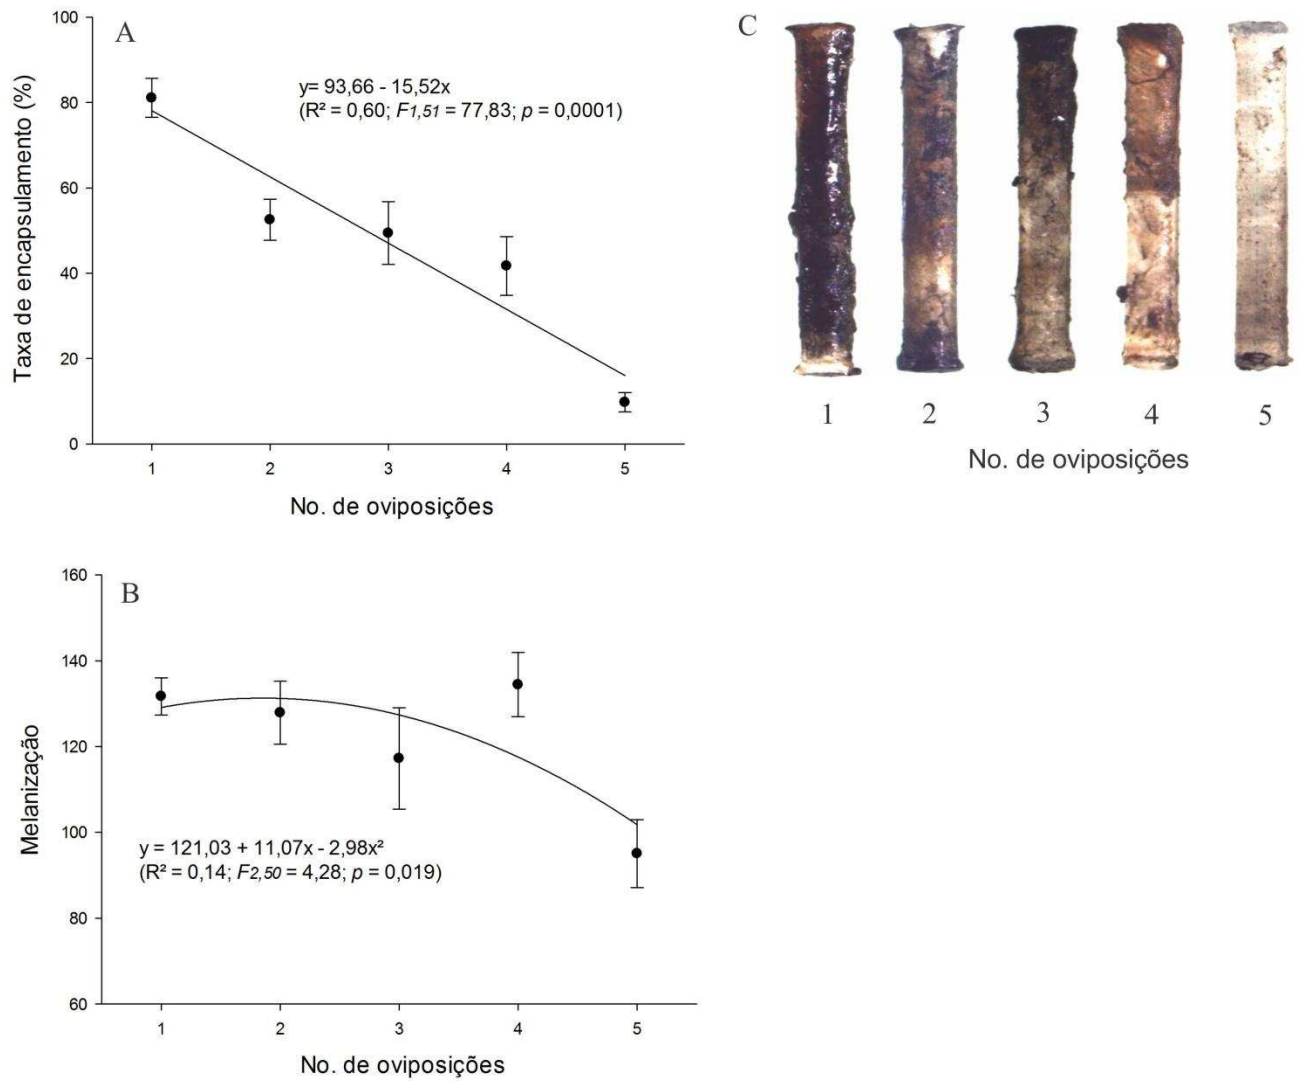 A
y= 93,66 - 15,52x
(R² = 0,60; F1,51 = 77,83; p = 0,0001)
Taxa de encapsulamento (%)
100
80
60
40
20
0
1 2 3 4 5
No. de oviposições
C
1 2 3 4 5
No. de oviposições
B
Melanização
160
140
120
100
80
60
y = 121,03 + 11,07x - 2,98x²
(R² = 0,14; F2,50 = 4,28; p = 0,019)
1 2 3 4 5
No. de oviposições